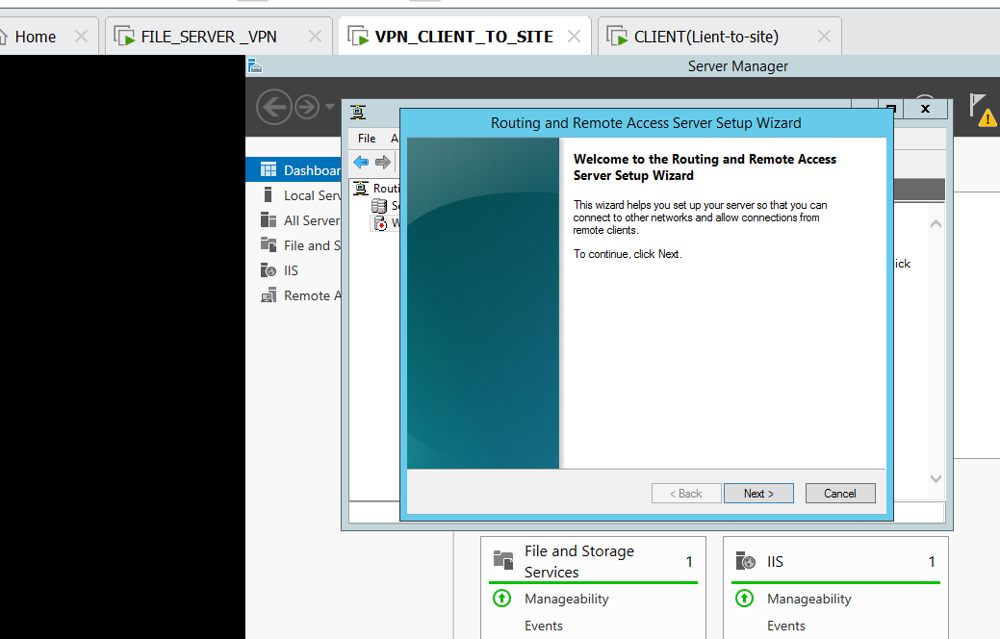 Home
FILE_SERVER _VPN
VPN_CLIENT_TO_SITE
CLIENT(Lient-to-site)
Server Manager
Routing and Remote Access Server Setup Wizard
File A
Dashboar
Local Serv
All Server
File and S
IIS
Remote A
Routi
Se
W
Welcome to the Routing and Remote Access
Server Setup Wizard
This wizard helps you set up your server so that you can
connect to other networks and allow connections from
remote clients.
To continue, click Next.
ick
< Back
Next >
Cancel
File and Storage
Services
1
Manageability
Events
IIS
1
Manageability
Events